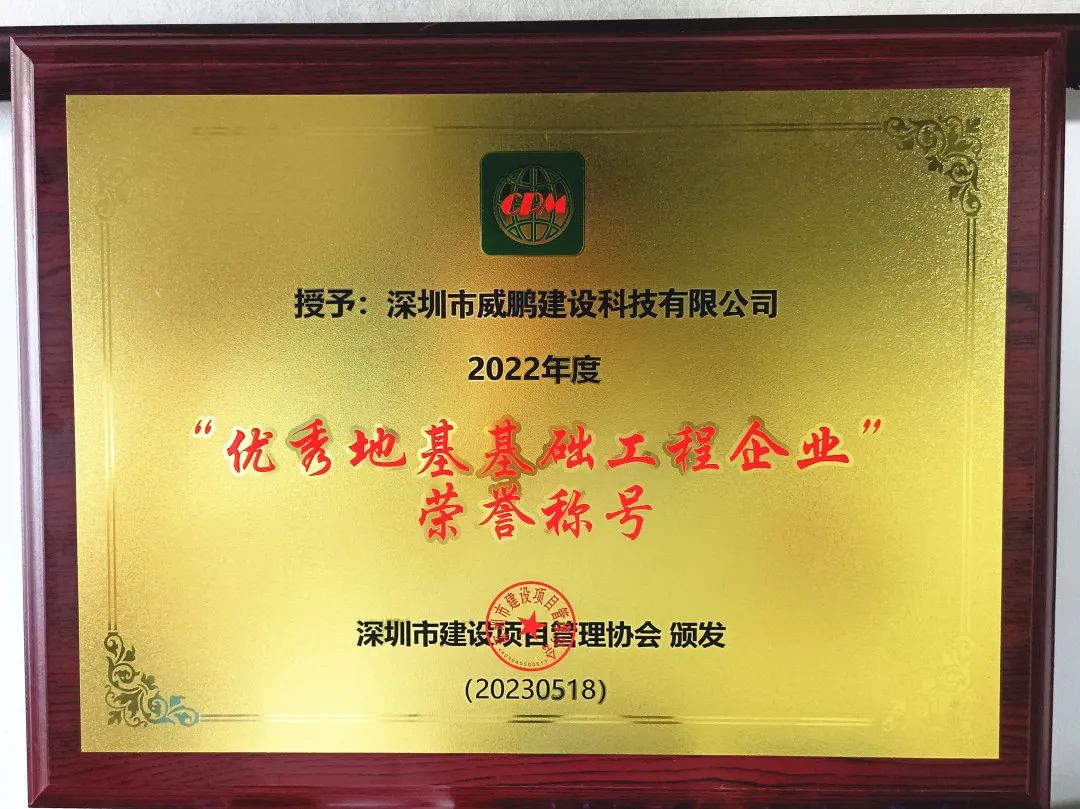 CPM
授予：深圳市威鹏建设科技有限公司
2022年度
“优秀地基基础工程企业”
荣誉称号
深圳市建设项目管理协会 颁发
(20230518)